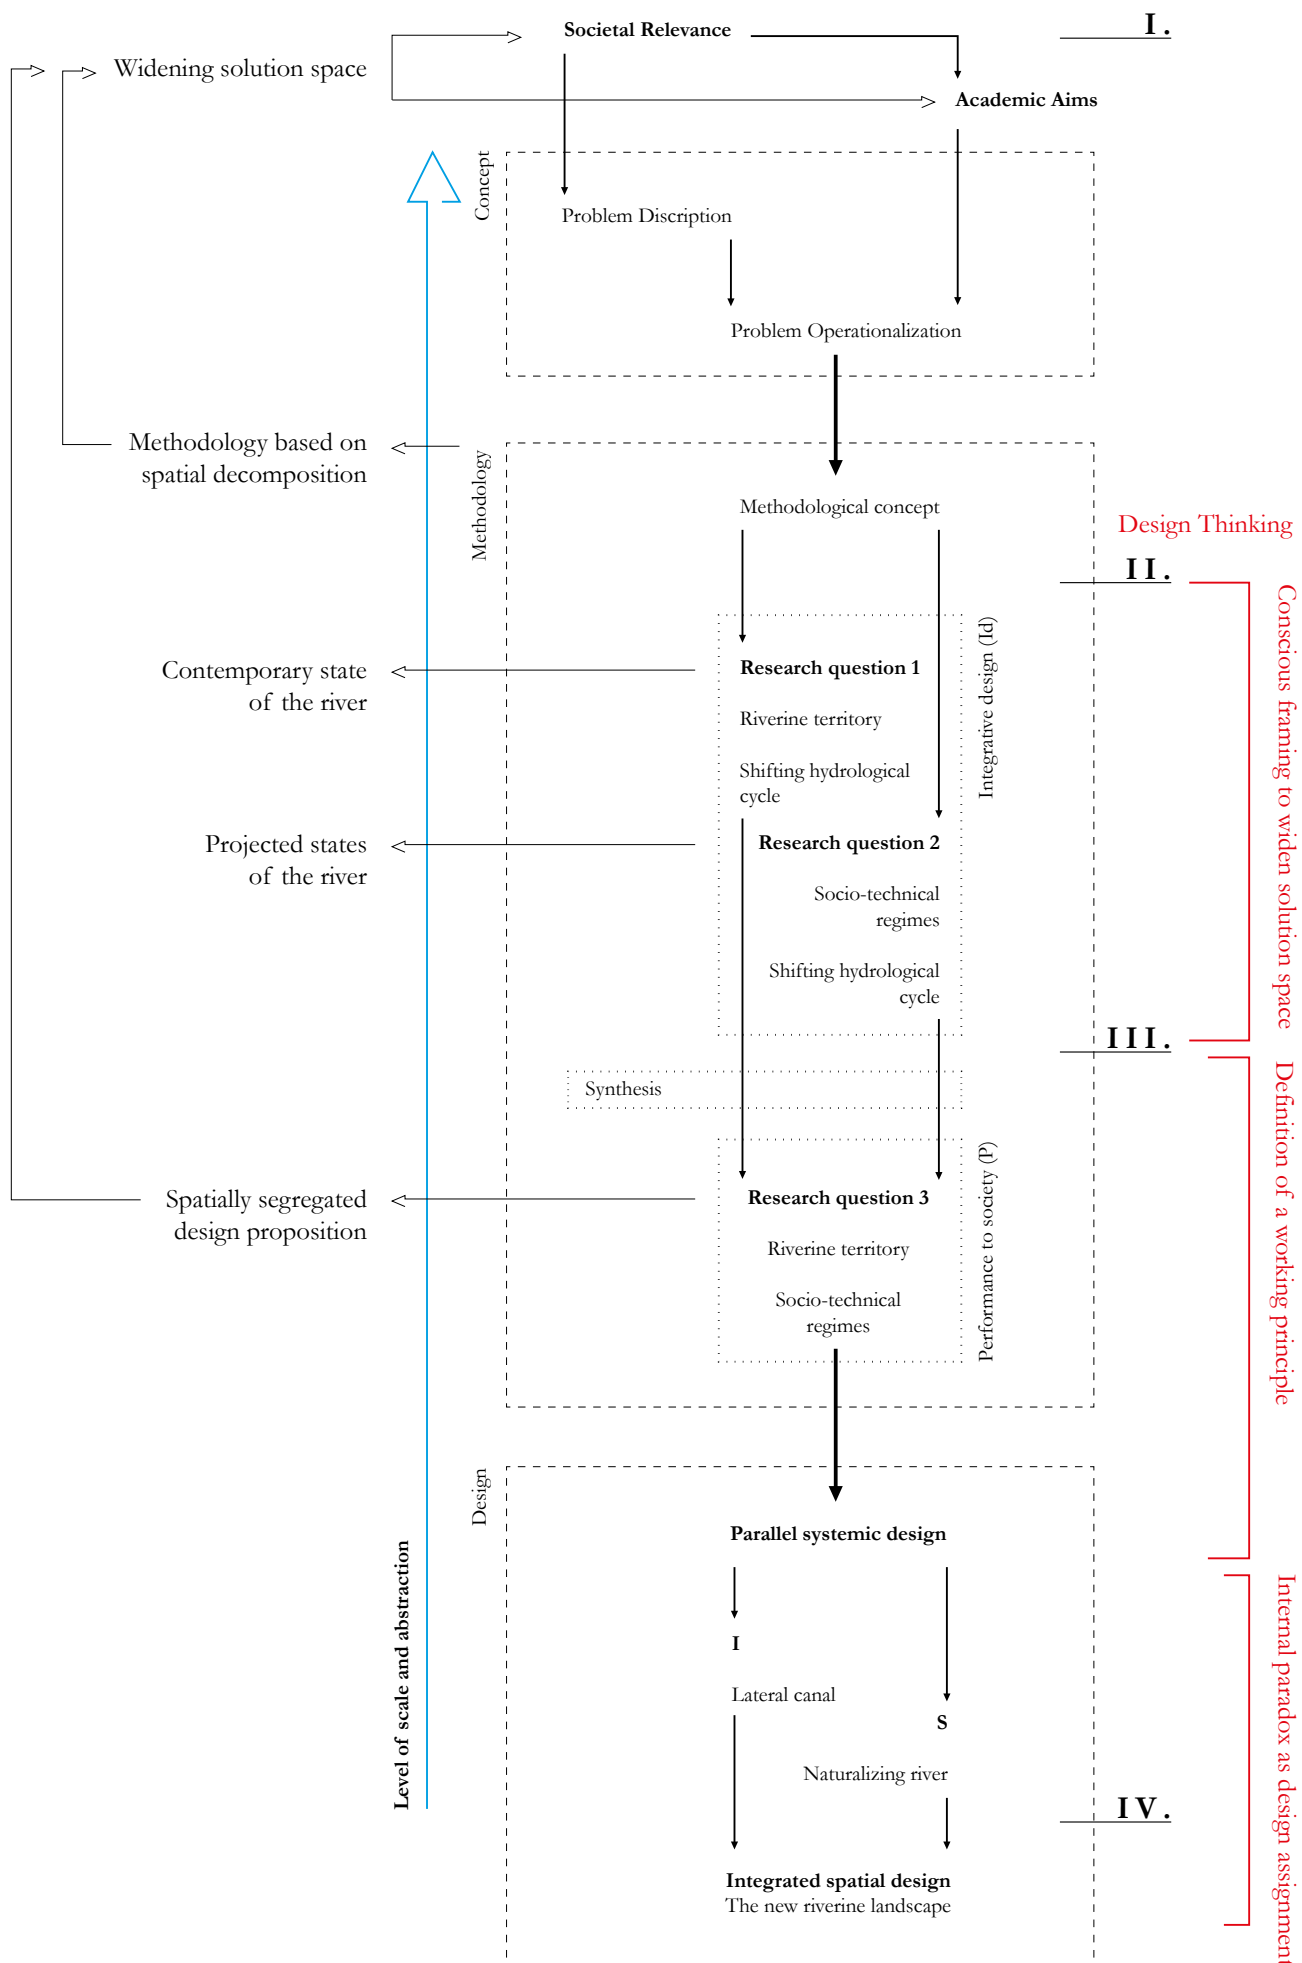 Societal Relevance
I.
Widening solution space
Academic Aims
Concept
Problem Discription
Problem Operationalization
Methodology based on
spatial decomposition
Methodology
Methodological concept
Design Thinking
II.
Conscious framing to widen solution space
Integrative design (Id)
Contemporary state
of the river
Research question 1
Riverine territory
Shifting hydrological
cycle
Projected states
of the river
Research question 2
Socio-technical
regimes
Shifting hydrological
cycle
III.
Definition of a working principle
Synthesis
Performance to society (P)
Spatially segregated
design proposition
Research question 3
Riverine territory
Socio-technical
regimes
Design
Parallel systemic design
Level of scale and abstraction
Internal paradox as design assignment
I
Lateral canal
S
Naturalizing river
IV.
Integrated spatial design
The new riverine landscape